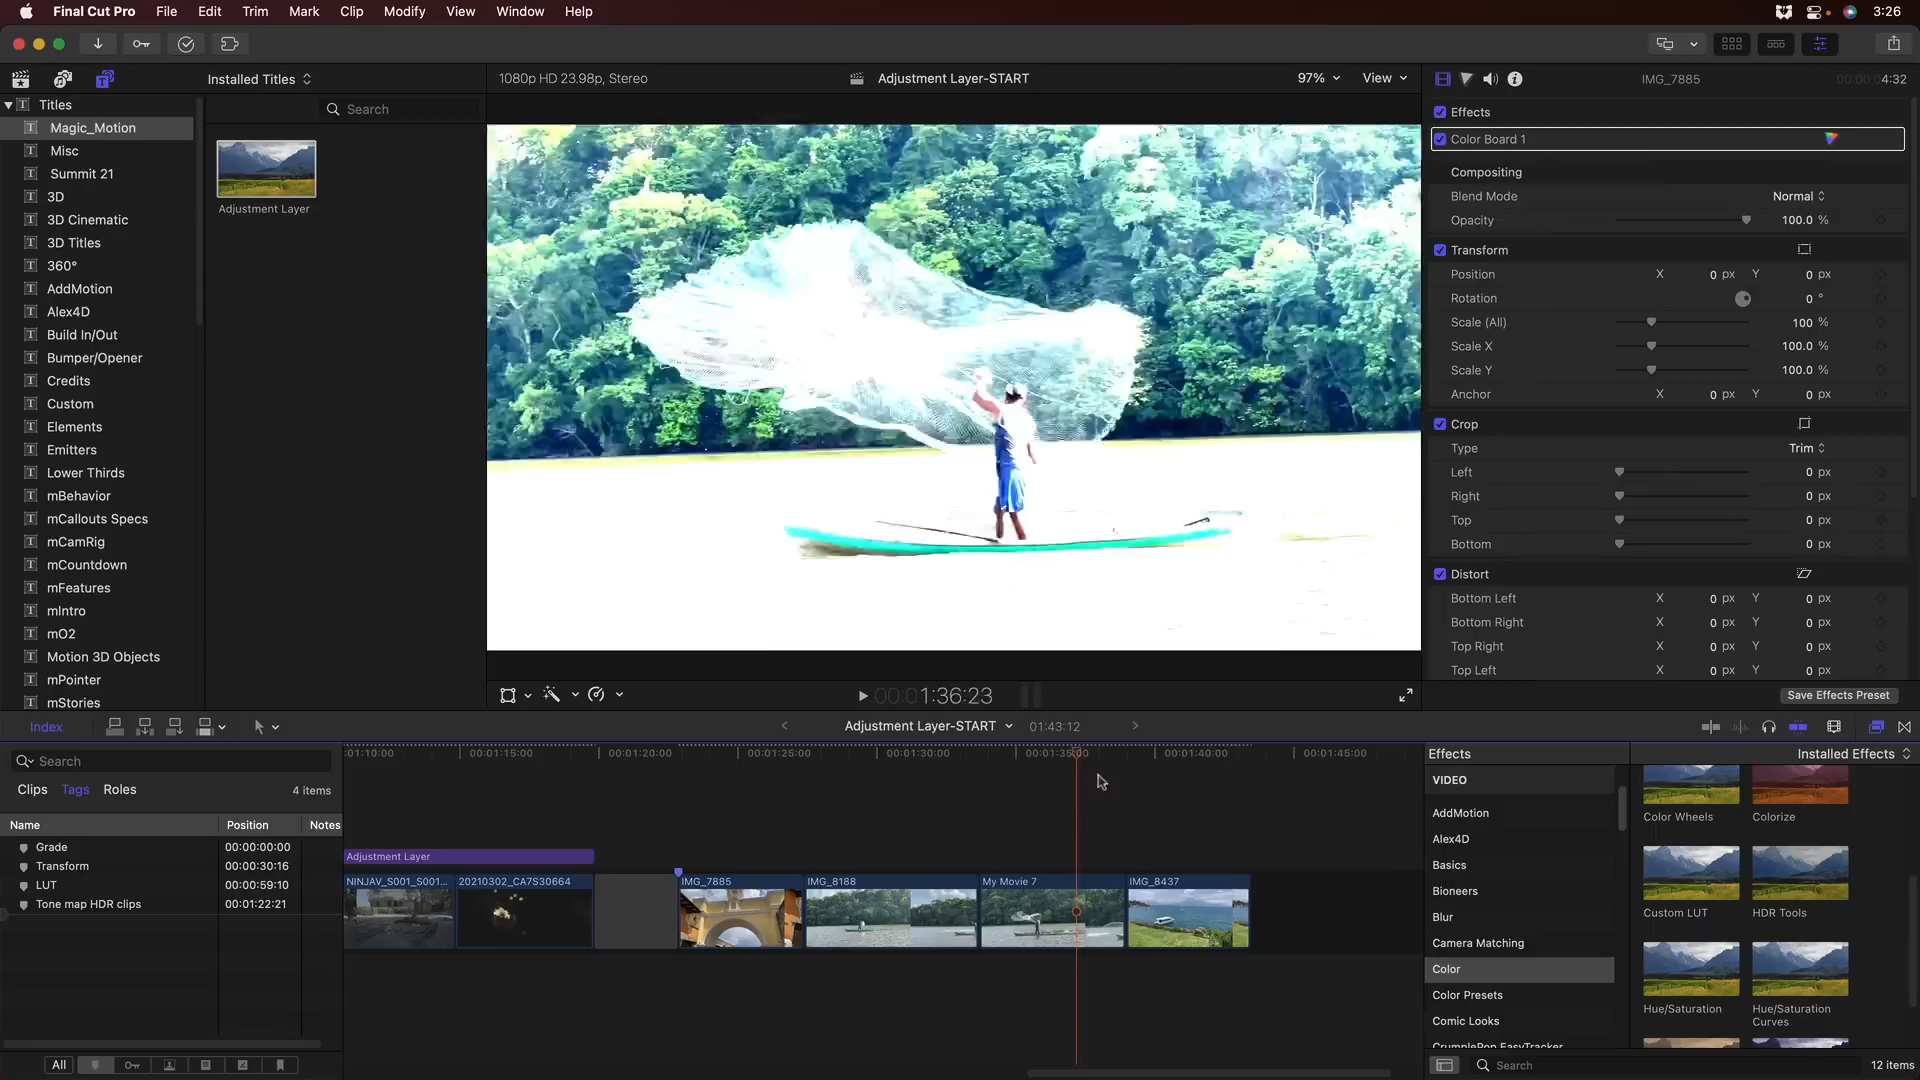 Final Cut Pro File Edit Trim Mark Clip Modify View Window Help 3:26
Installed Titles
1080p HD 23.98p, Stereo
Adjustment Layer-START
97%
View
IMG_7885
4:32
Titles
Search
Magic_Motion
Misc
Summit 21
3D
3D Cinematic
3D Titles
360°
AddMotion
Alex4D
Build In/Out
Bumper/Opener
Credits
Custom
Elements
Emitters
Lower Thirds
mBehavior
mCallouts Specs
mCamRig
mCountdown
mFeatures
mIntro
mO2
Motion 3D Objects
mPointer
mStories
Adjustment Layer
Effects
Color Board 1
Compositing
Blend Mode Normal
Opacity 100.0 %
Transform
Position X 0 px Y 0 px
Rotation 0 °
Scale (All) 100 %
Scale X 100.0 %
Scale Y 100.0 %
Anchor X 0 px Y 0 px
Crop
Type Trim
Left 0 px
Right 0 px
Top 0 px
Bottom 0 px
Distort
Bottom Left X 0 px Y 0 px
Bottom Right X 0 px Y 0 px
Top Right X 0 px Y 0 px
Top Left X 0 px Y 0 px
Save Effects Preset
00:01:36:23
Index
Adjustment Layer-START 01:43:12
Search
Clips Tags Roles 4 items
Name Position Notes
Grade 00:00:00:00
Transform 00:00:30:16
LUT 00:00:59:10
Tone map HDR clips 00:01:22:21
All
:01:10:00 00:01:15:00 00:01:20:00 00:01:25:00 00:01:30:00 00:01:35:00 00:01:40:00 00:01:45:00
Adjustment Layer
NINJAV_S001_S001... 20210302_CA7S30664 IMG_7885 IMG_8188 My Movie 7 IMG_8437
Effects
Installed Effects
VIDEO
AddMotion
Alex4D
Basics
Bioneers
Blur
Camera Matching
Color
Color Presets
Comic Looks
CrumplePop EasyTracker
Color Wheels Colorize
Custom LUT HDR Tools
Hue/Saturation Hue/Saturation
Curves
Search
12 items